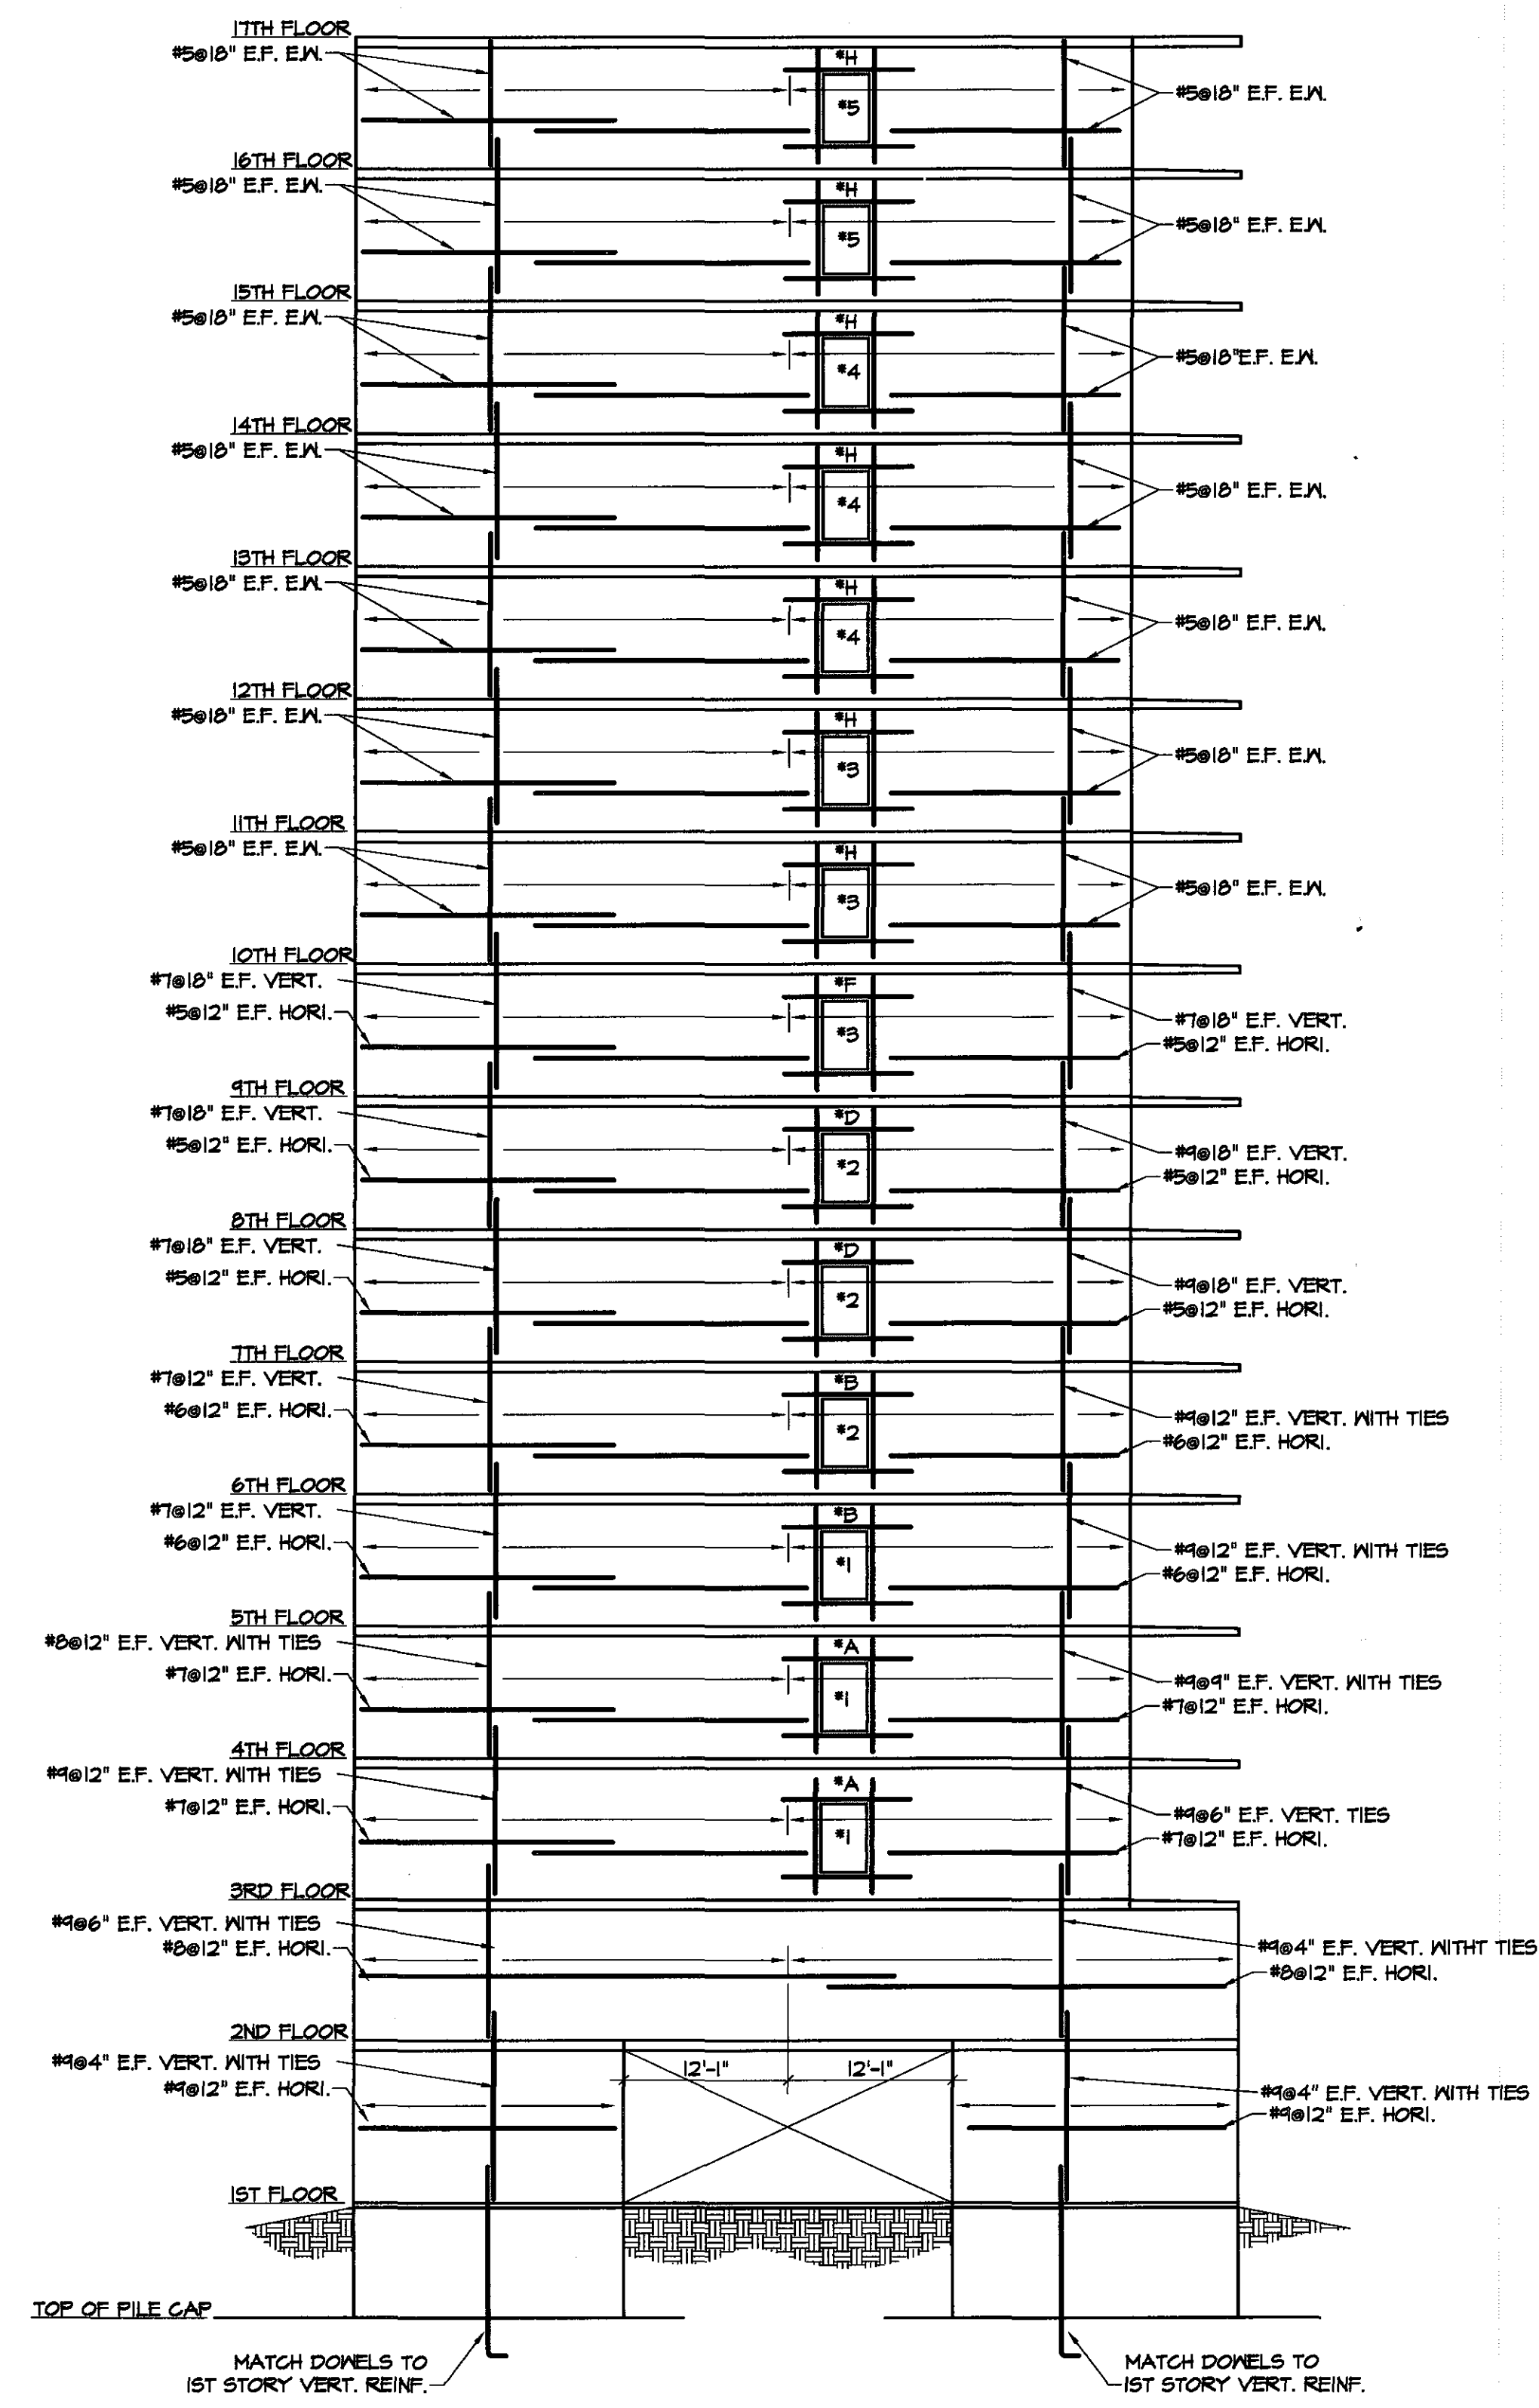 17TH FLOOR
#5@18" E.F. E.W.
*H
*5
#5@18" E.F. E.W.
16TH FLOOR
#5@18" E.F. E.W.
*H
*5
#5@18" E.F. E.W.
15TH FLOOR
#5@18" E.F. E.W.
*H
*4
#5@18"E.F. E.W.
14TH FLOOR
#5@18" E.F. E.W.
*H
*4
#5@18" E.F. E.W.
13TH FLOOR
#5@18" E.F. E.W.
*H
*4
#5@18" E.F. E.W.
12TH FLOOR
#5@18" E.F. E.W.
*H
*3
#5@18" E.F. E.W.
11TH FLOOR
#5@18" E.F. E.W.
*H
*3
#5@18" E.F. E.W.
10TH FLOOR
#7@18" E.F. VERT.
#5@12" E.F. HORI.
*F
*3
#7@18" E.F. VERT.
#5@12" E.F. HORI.
9TH FLOOR
#7@18" E.F. VERT.
#5@12" E.F. HORI.
*D
*2
#9@18" E.F. VERT.
#5@12" E.F. HORI.
8TH FLOOR
#7@18" E.F. VERT.
#5@12" E.F. HORI.
*D
*2
#9@18" E.F. VERT.
#5@12" E.F. HORI.
7TH FLOOR
#7@12" E.F. VERT.
#6@12" E.F. HORI.
*B
*2
#9@12" E.F. VERT. WITH TIES
#6@12" E.F. HORI.
6TH FLOOR
#7@12" E.F. VERT.
#6@12" E.F. HORI.
*B
*1
#9@12" E.F. VERT. WITH TIES
#6@12" E.F. HORI.
5TH FLOOR
#8@12" E.F. VERT. WITH TIES
#7@12" E.F. HORI.
*A
*1
#9@9" E.F. VERT. WITH TIES
#7@12" E.F. HORI.
4TH FLOOR
#9@12" E.F. VERT. WITH TIES
#7@12" E.F. HORI.
*A
*1
#9@6" E.F. VERT. TIES
#7@12" E.F. HORI.
3RD FLOOR
#9@6" E.F. VERT. WITH TIES
#8@12" E.F. HORI.
#9@4" E.F. VERT. WITHT TIES
#8@12" E.F. HORI.
2ND FLOOR
#9@4" E.F. VERT. WITH TIES
#9@12" E.F. HORI.
12'-1" 12'-1"
#9@4" E.F. VERT. WITH TIES
#9@12" E.F. HORI.
1ST FLOOR
TOP OF PILE CAP
MATCH DOWELS TO
1ST STORY VERT. REINF.
MATCH DOWELS TO
1ST STORY VERT. REINF.